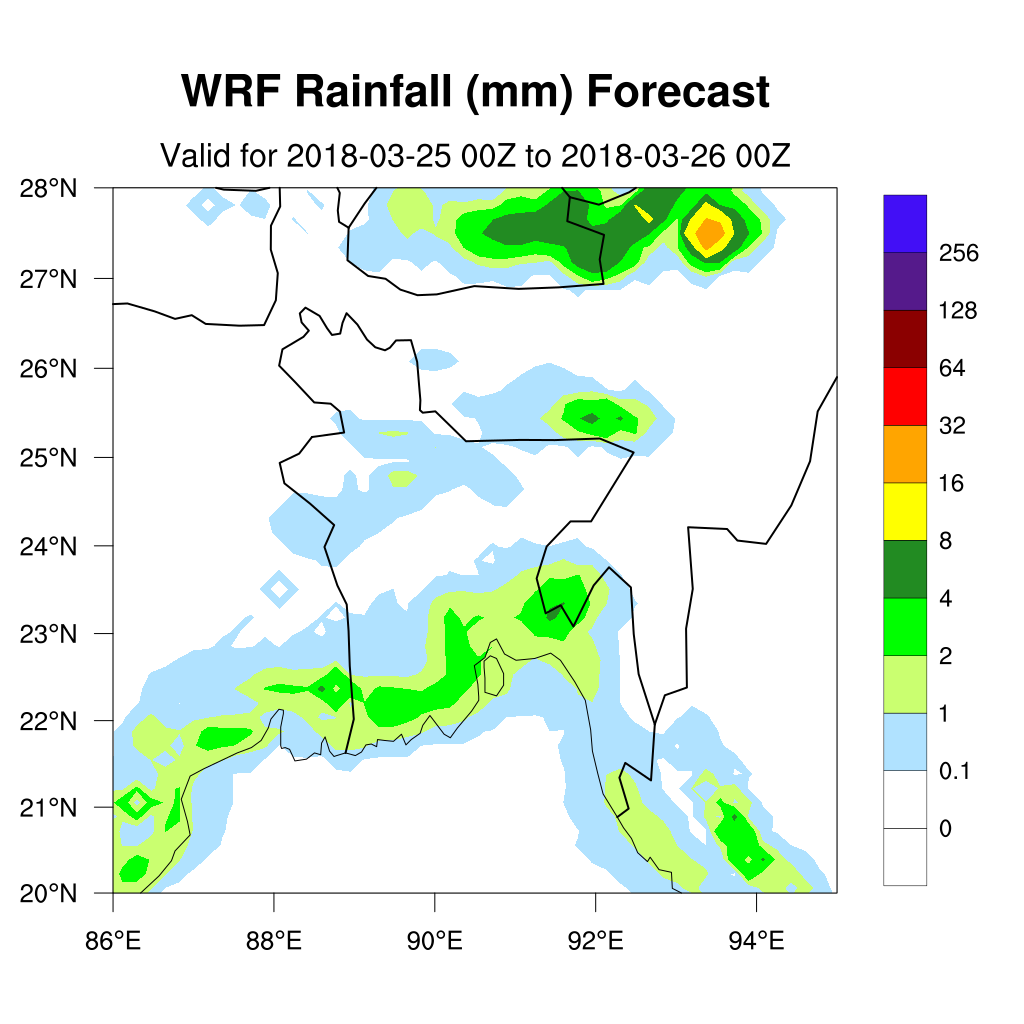 WRF Rainfall (mm) Forecast
Valid for 2018-03-25 00Z to 2018-03-26 00Z
28°N
27°N
26°N
25°N
24°N
23°N
22°N
21°N
20°N
86°E 88°E 90°E 92°E 94°E
256
128
64
32
16
8
4
2
1
0.1
0